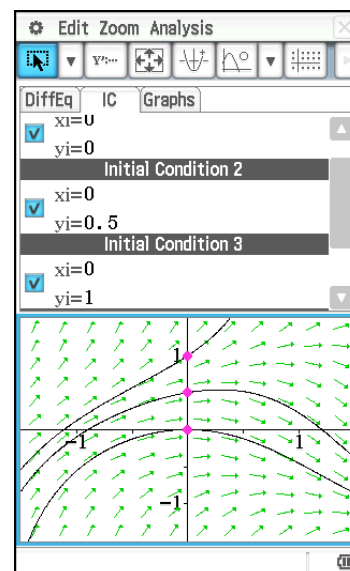 Edit Zoom Analysis
DiffEq IC Graphs
xi=0
yi=0
Initial Condition 2
xi=0
yi=0.5
Initial Condition 3
xi=0
yi=1
1
-1 1
-1